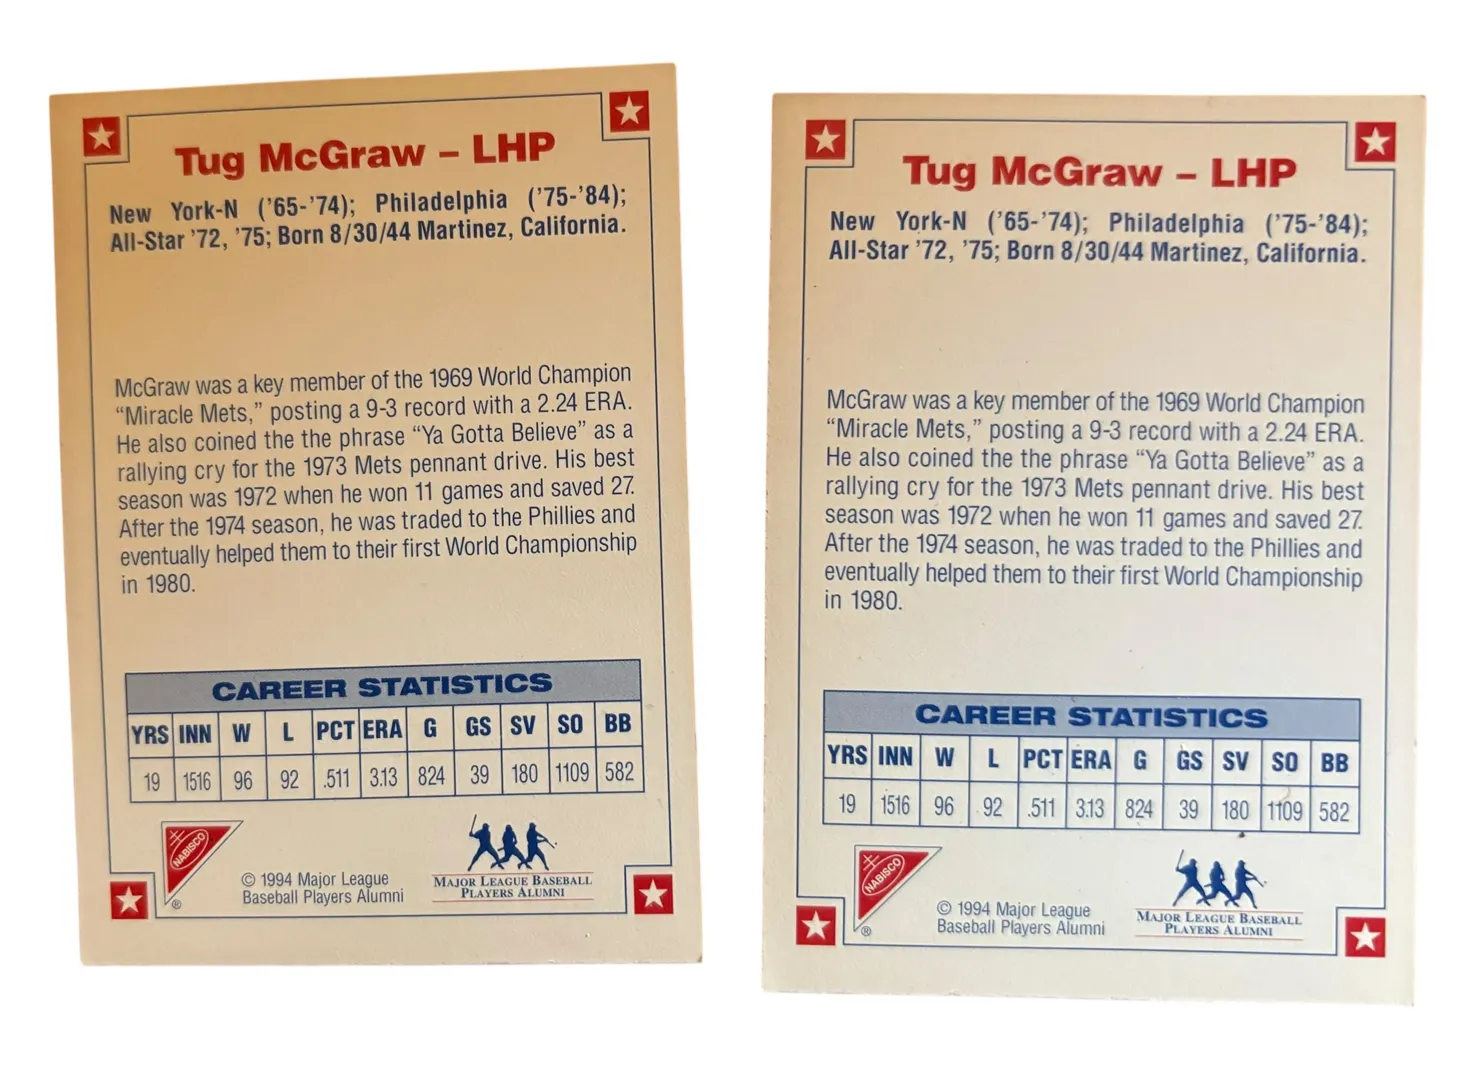 Tug McGraw – LHP
New York-N ('65-'74); Philadelphia ('75-'84);
All-Star '72, '75; Born 8/30/44 Martinez, California.
McGraw was a key member of the 1969 World Champion
“Miracle Mets,” posting a 9-3 record with a 2.24 ERA.
He also coined the the phrase “Ya Gotta Believe” as a
rallying cry for the 1973 Mets pennant drive. His best
season was 1972 when he won 11 games and saved 27.
After the 1974 season, he was traded to the Phillies and
eventually helped them to their first World Championship
in 1980.
CAREER STATISTICS
YRS INN W L PCT ERA G GS SV SO BB
19 1516 96 92 .511 3.13 824 39 180 1109 582
NABISCO
®
© 1994 Major League
Baseball Players Alumni
MAJOR LEAGUE BASEBALL
PLAYERS ALUMNI
Tug McGraw – LHP
New York-N ('65-'74); Philadelphia ('75-'84);
All-Star '72, '75; Born 8/30/44 Martinez, California.
McGraw was a key member of the 1969 World Champion
“Miracle Mets,” posting a 9-3 record with a 2.24 ERA.
He also coined the the phrase “Ya Gotta Believe” as a
rallying cry for the 1973 Mets pennant drive. His best
season was 1972 when he won 11 games and saved 27.
After the 1974 season, he was traded to the Phillies and
eventually helped them to their first World Championship
in 1980.
CAREER STATISTICS
YRS INN W L PCT ERA G GS SV SO BB
19 1516 96 92 .511 3.13 824 39 180 1109 582
NABISCO
®
© 1994 Major League
Baseball Players Alumni
MAJOR LEAGUE BASEBALL
PLAYERS ALUMNI